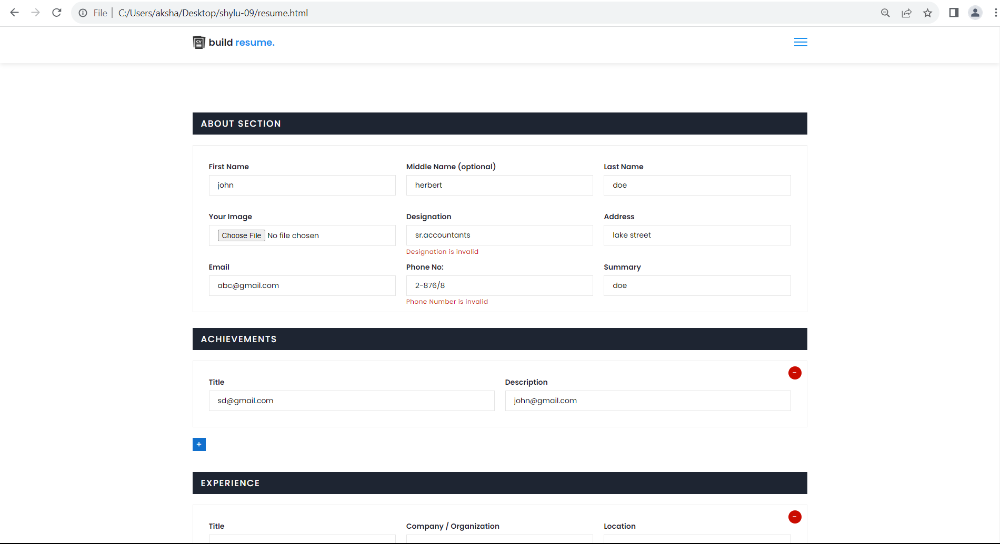 File | C:/Users/aksha/Desktop/shylu-09/resume.html
CV build resume.
ABOUT SECTION
First Name Middle Name (optional) Last Name
john herbert doe
Your Image Designation Address
Choose File No file chosen sr.accountants lake street
Designation is invalid
Email Phone No: Summary
abc@gmail.com 2-876/8 doe
Phone Number is invalid
ACHIEVEMENTS
-
Title Description
sd@gmail.com john@gmail.com
+
EXPERIENCE
-
Title Company / Organization Location